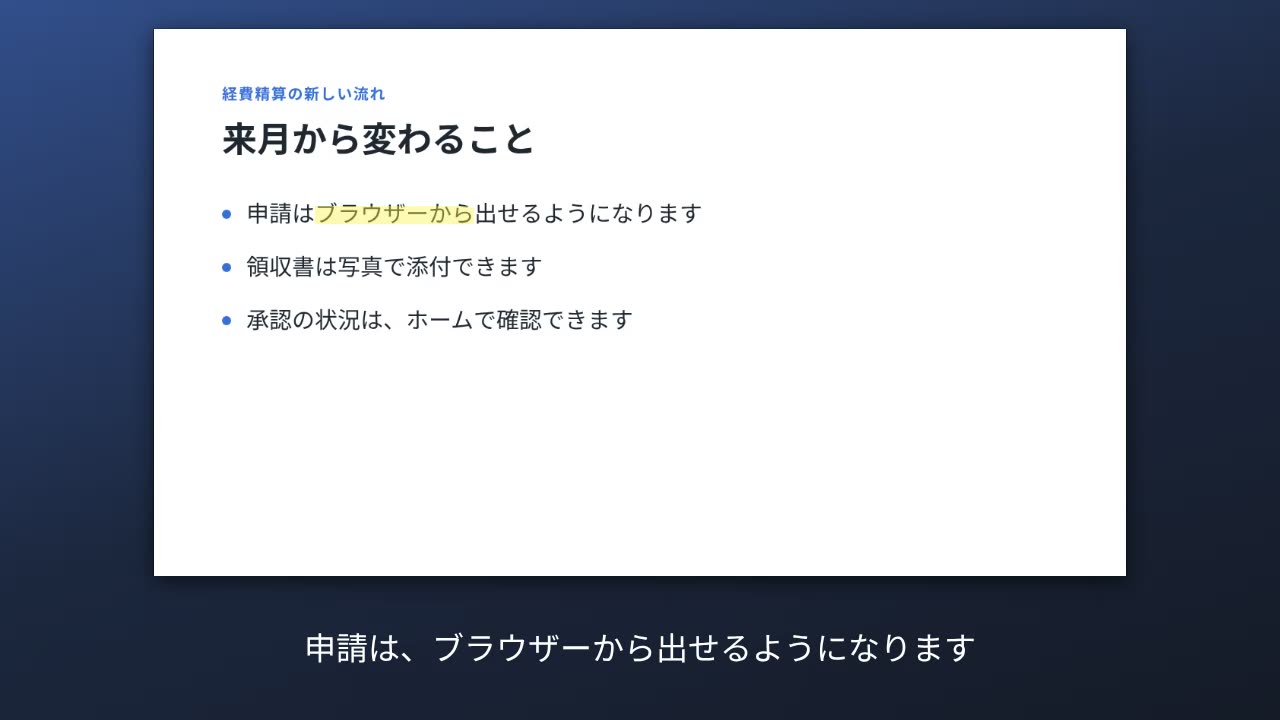 経費精算の新しい流れ
来月から変わること
申請はブラウザーから出せるようになります
領収書は写真で添付できます
承認の状況は、ホームで確認できます
申請は、ブラウザーから出せるようになります